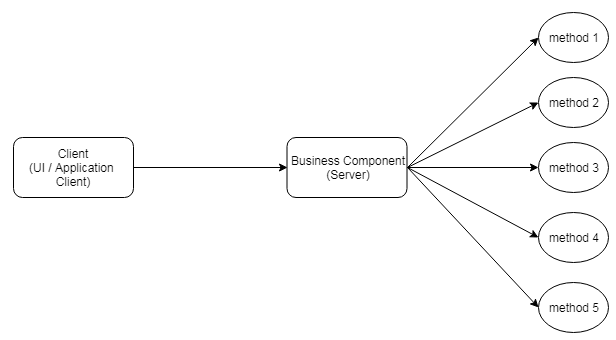 Client
(UI / Application
Client)
Business Component
(Server)
method 1
method 2
method 3
method 4
method 5